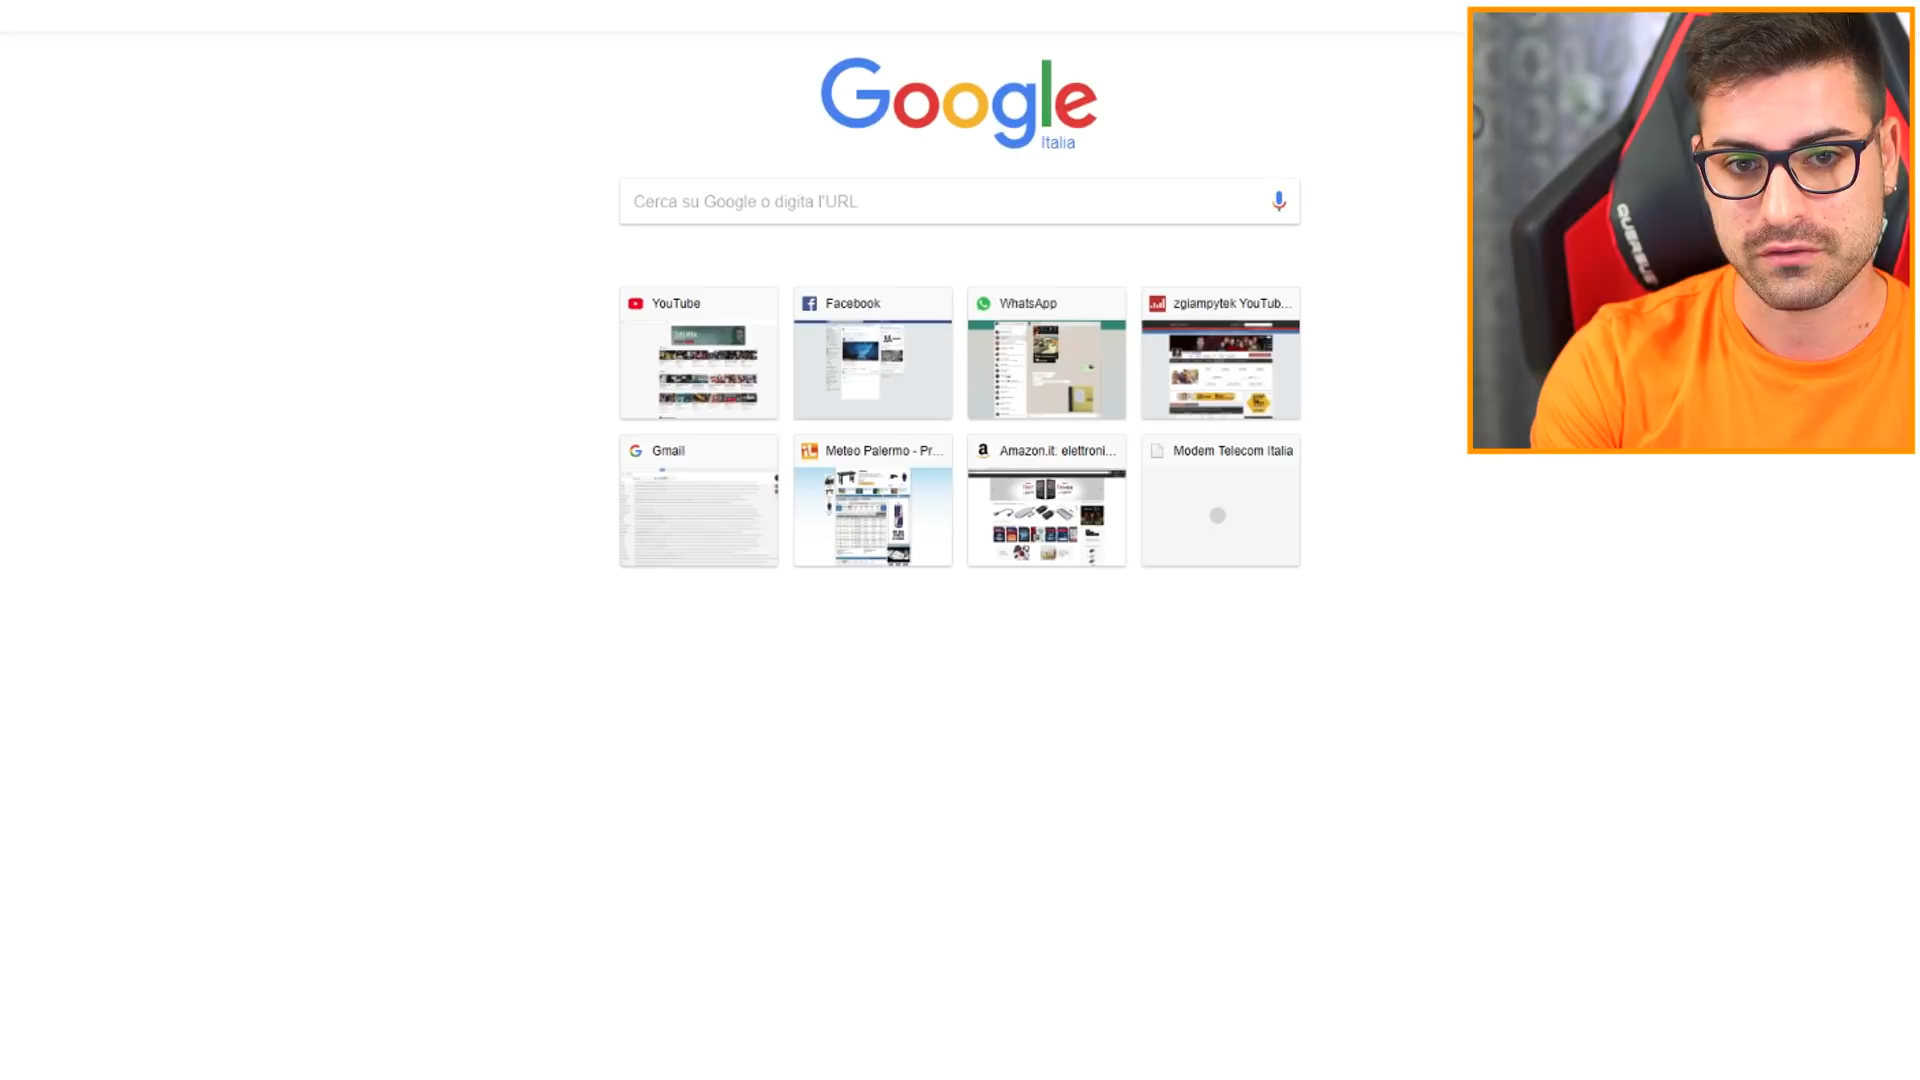 Google
Italia
Cerca su Google o digita l'URL
YouTube
Facebook
WhatsApp
zgiampytek YouTub...
Gmail
Meteo Palermo - Pr...
Amazon.it: elettroni...
Modem Telecom Italia